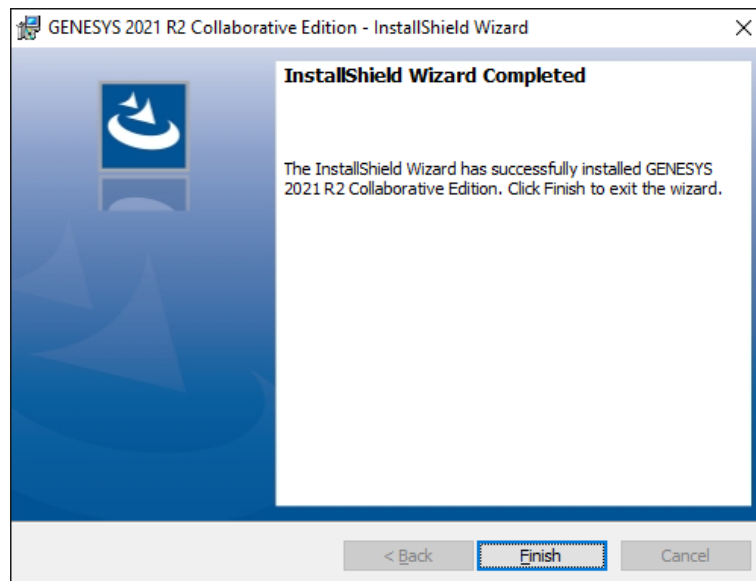 GENESYS 2021 R2 Collaborative Edition - InstallShield Wizard
InstallShield Wizard Completed
The InstallShield Wizard has successfully installed GENESYS
2021 R2 Collaborative Edition. Click Finish to exit the wizard.
< Back
Finish
Cancel